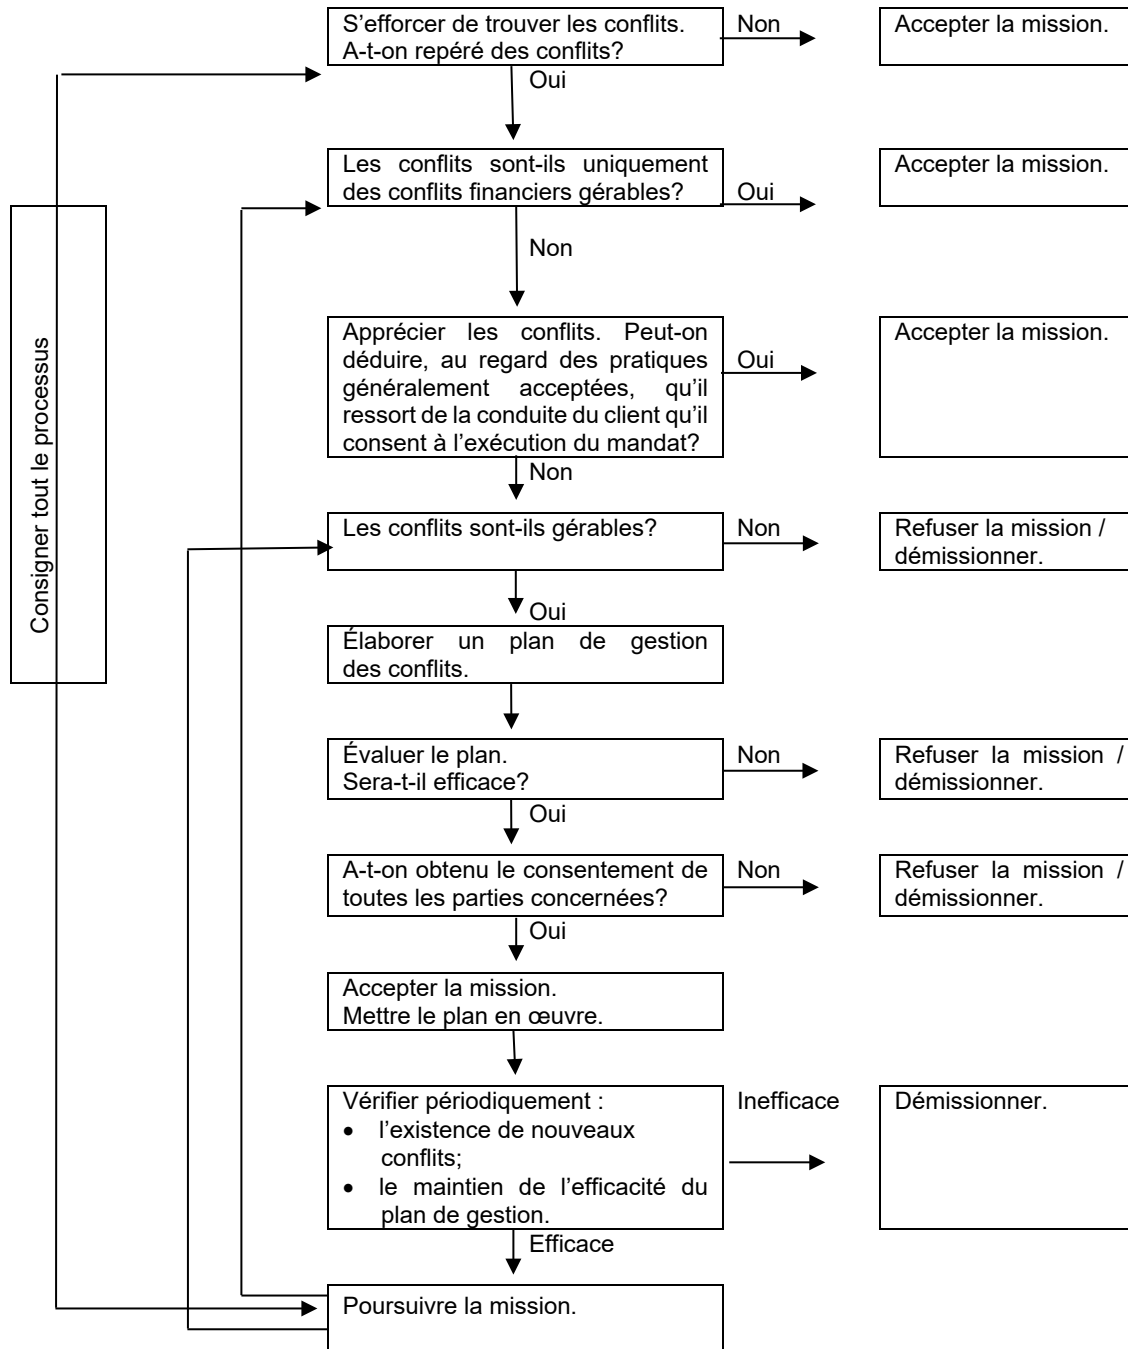 S’efforcer de trouver les conflits.
A-t-on repéré des conflits?
Non
Accepter la mission.
Oui
Les conflits sont-ils uniquement
des conflits financiers gérables?
Oui
Accepter la mission.
Non
Consigner tout le processus
Apprécier les conflits. Peut-on
déduire, au regard des pratiques
généralement acceptées, qu’il
ressort de la conduite du client qu’il
consent à l’exécution du mandat?
Oui
Accepter la mission.
Non
Les conflits sont-ils gérables?
Non
Refuser la mission /
démissionner.
Oui
Élaborer un plan de gestion
des conflits.
Évaluer le plan.
Sera-t-il efficace?
Non
Refuser la mission /
démissionner.
Oui
A-t-on obtenu le consentement de
toutes les parties concernées?
Non
Refuser la mission /
démissionner.
Oui
Accepter la mission.
Mettre le plan en œuvre.
Vérifier périodiquement :
• l’existence de nouveaux
conflits;
• le maintien de l’efficacité du
plan de gestion.
Inefficace
Démissionner.
Efficace
Poursuivre la mission.